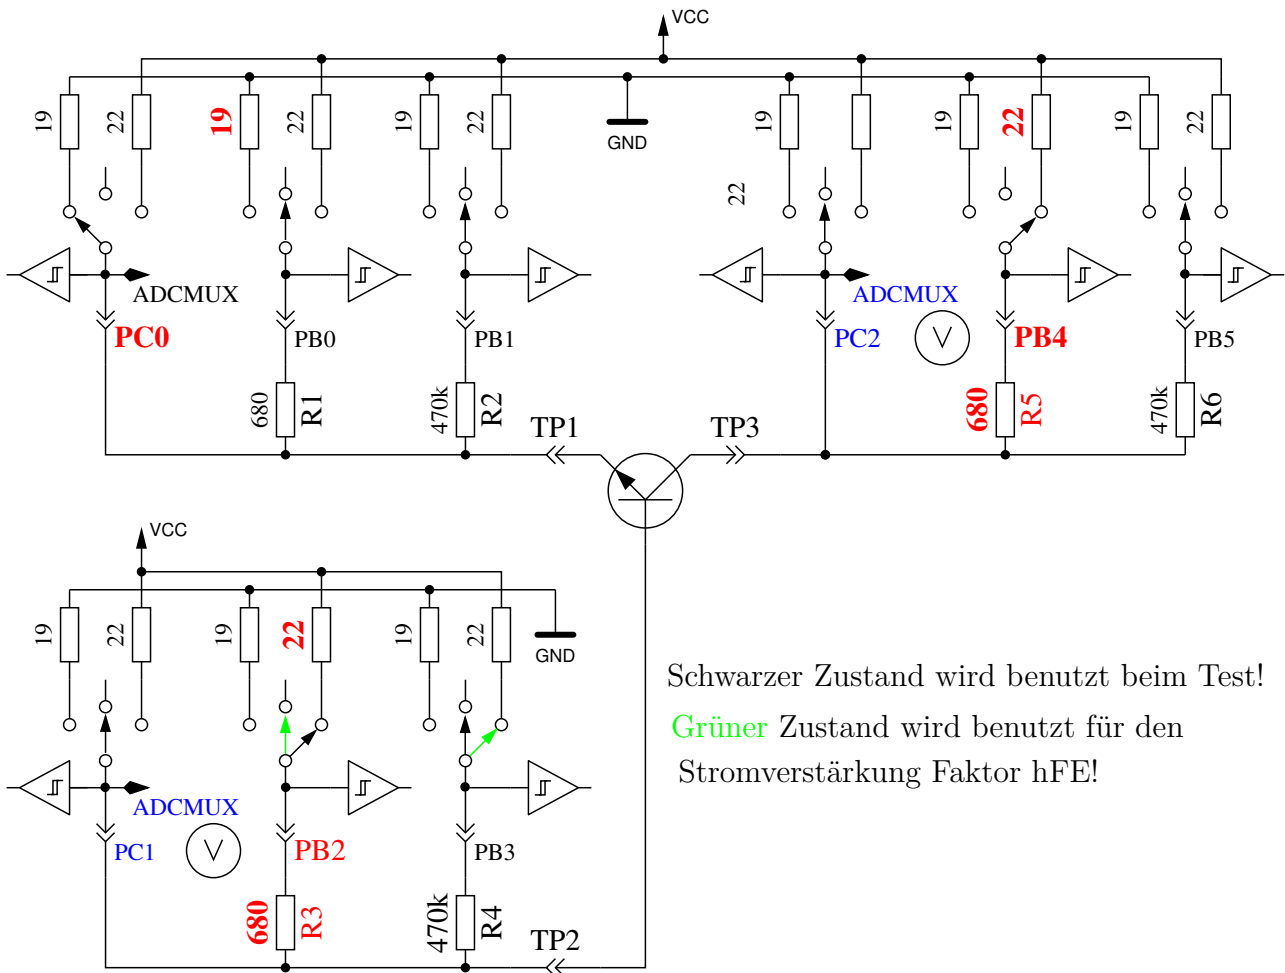 VCC
19
22
19
22
19
22
GND
19
22
19
22
19
22
ADCMUX
ADCMUX
PC0
PB0
PB1
PC2
V
PB4
PB5
680
R1
470k
R2
680
R5
470k
R6
TP1
TP3
VCC
19
22
19
22
19
22
GND
Schwarzer Zustand wird benutzt beim Test!
Grüner Zustand wird benutzt für den
Stromverstärkung Faktor hFE!
ADCMUX
PC1
V
PB2
PB3
680
R3
470k
R4
TP2